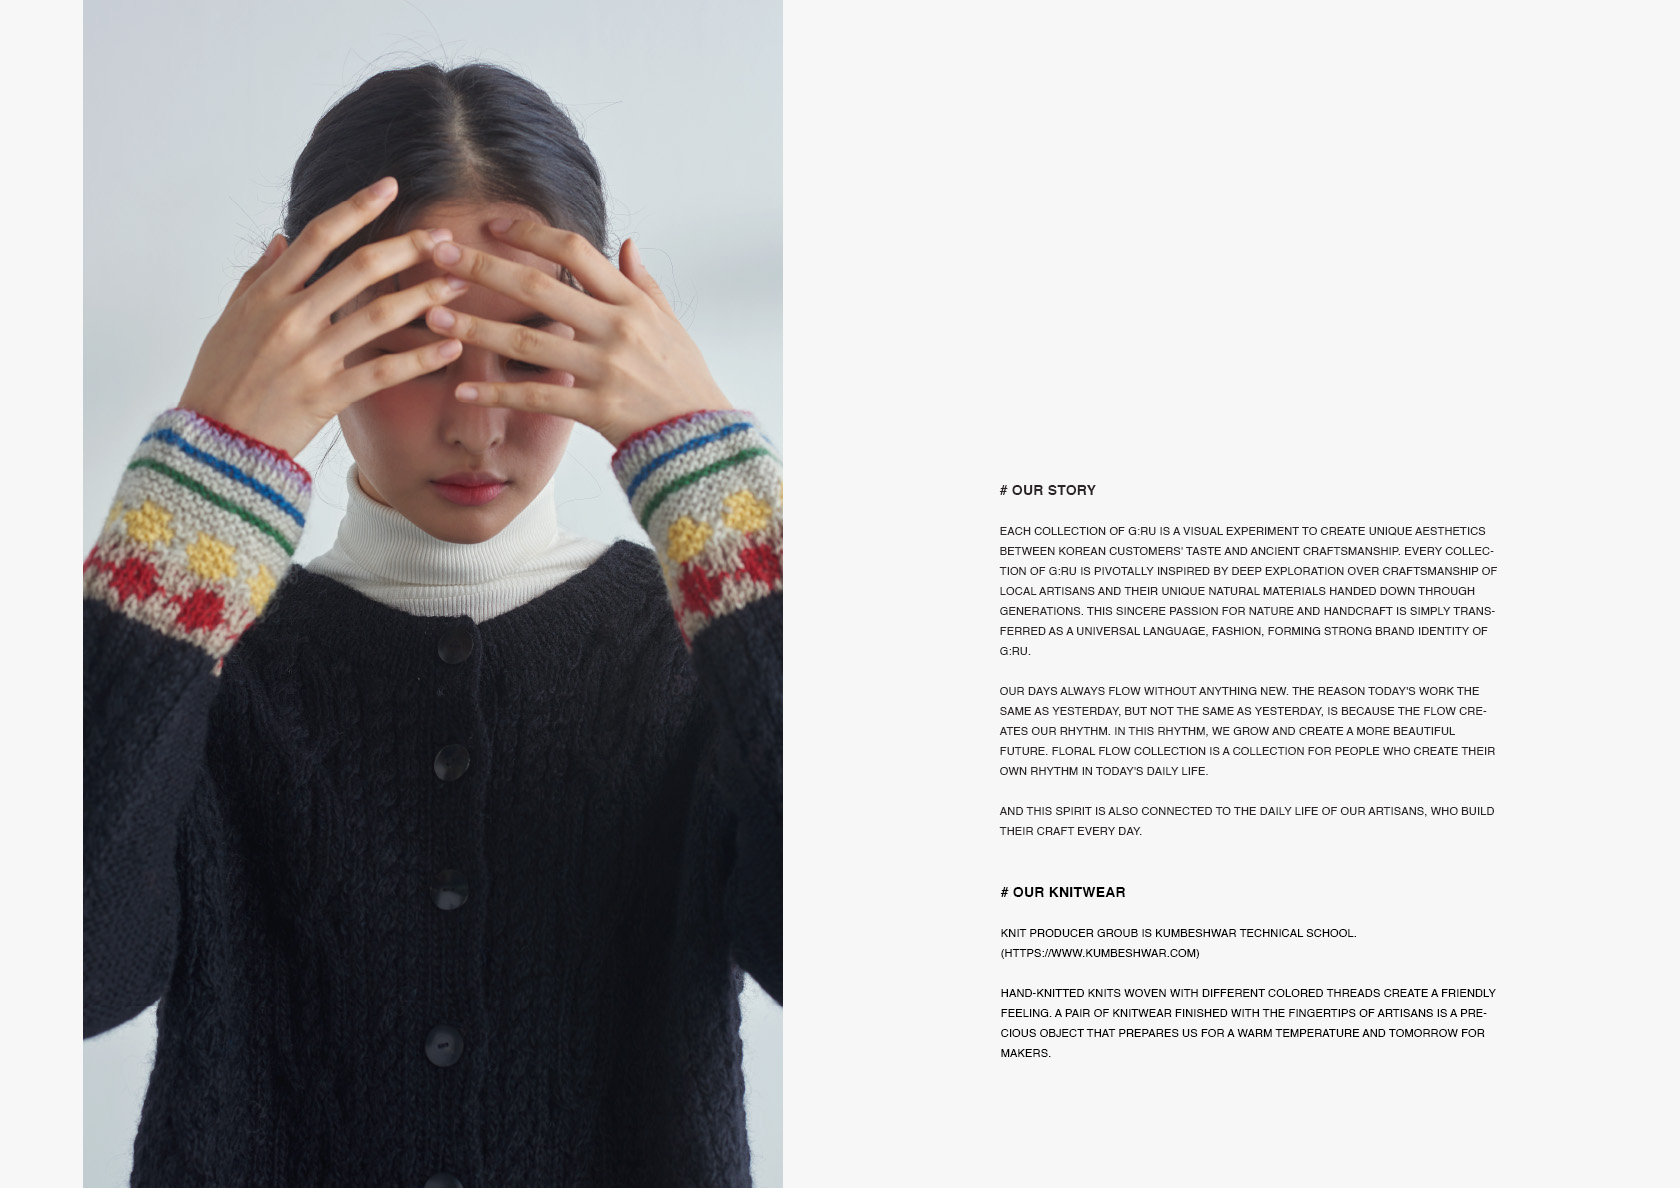 # OUR STORY
EACH COLLECTION OF G:RU IS A VISUAL EXPERIMENT TO CREATE UNIQUE AESTHETICS
BETWEEN KOREAN CUSTOMERS' TASTE AND ANCIENT CRAFTSMANSHIP. EVERY COLLEC-
TION OF G:RU IS PIVOTALLY INSPIRED BY DEEP EXPLORATION OVER CRAFTSMANSHIP OF
LOCAL ARTISANS AND THEIR UNIQUE NATURAL MATERIALS HANDED DOWN THROUGH
GENERATIONS. THIS SINCERE PASSION FOR NATURE AND HANDCRAFT IS SIMPLY TRANS-
FERRED AS A UNIVERSAL LANGUAGE, FASHION, FORMING STRONG BRAND IDENTITY OF
G:RU.
OUR DAYS ALWAYS FLOW WITHOUT ANYTHING NEW. THE REASON TODAY'S WORK THE
SAME AS YESTERDAY, BUT NOT THE SAME AS YESTERDAY, IS BECAUSE THE FLOW CRE-
ATES OUR RHYTHM. IN THIS RHYTHM, WE GROW AND CREATE A MORE BEAUTIFUL
FUTURE. FLORAL FLOW COLLECTION IS A COLLECTION FOR PEOPLE WHO CREATE THEIR
OWN RHYTHM IN TODAY'S DAILY LIFE.
AND THIS SPIRIT IS ALSO CONNECTED TO THE DAILY LIFE OF OUR ARTISANS, WHO BUILD
THEIR CRAFT EVERY DAY.
# OUR KNITWEAR
KNIT PRODUCER GROUB IS KUMBESHWAR TECHNICAL SCHOOL.
(HTTPS://WWW.KUMBESHWAR.COM)
HAND-KNITTED KNITS WOVEN WITH DIFFERENT COLORED THREADS CREATE A FRIENDLY
FEELING. A PAIR OF KNITWEAR FINISHED WITH THE FINGERTIPS OF ARTISANS IS A PRE-
CIOUS OBJECT THAT PREPARES US FOR A WARM TEMPERATURE AND TOMORROW FOR
MAKERS.